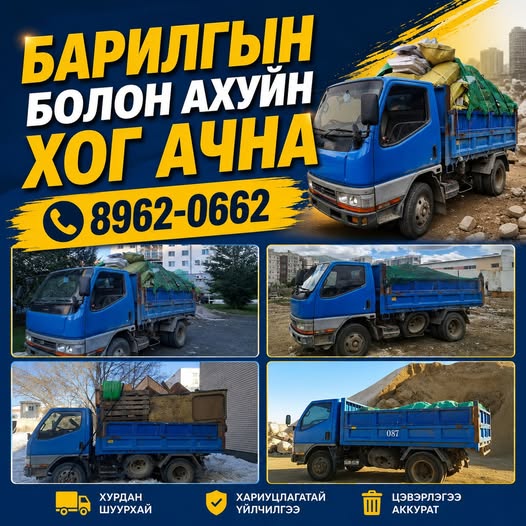 БАРИЛГЫН
БОЛОН АХУЙН
ХОГ АЧНА
8962-0662
087
ХУРДАН
ШУУРХАЙ
ХАРИУЦЛАГАТАЙ
ҮЙЛЧИЛГЭЭ
ЦЭВЭРЛЭГЭЭ
АККУРАТ